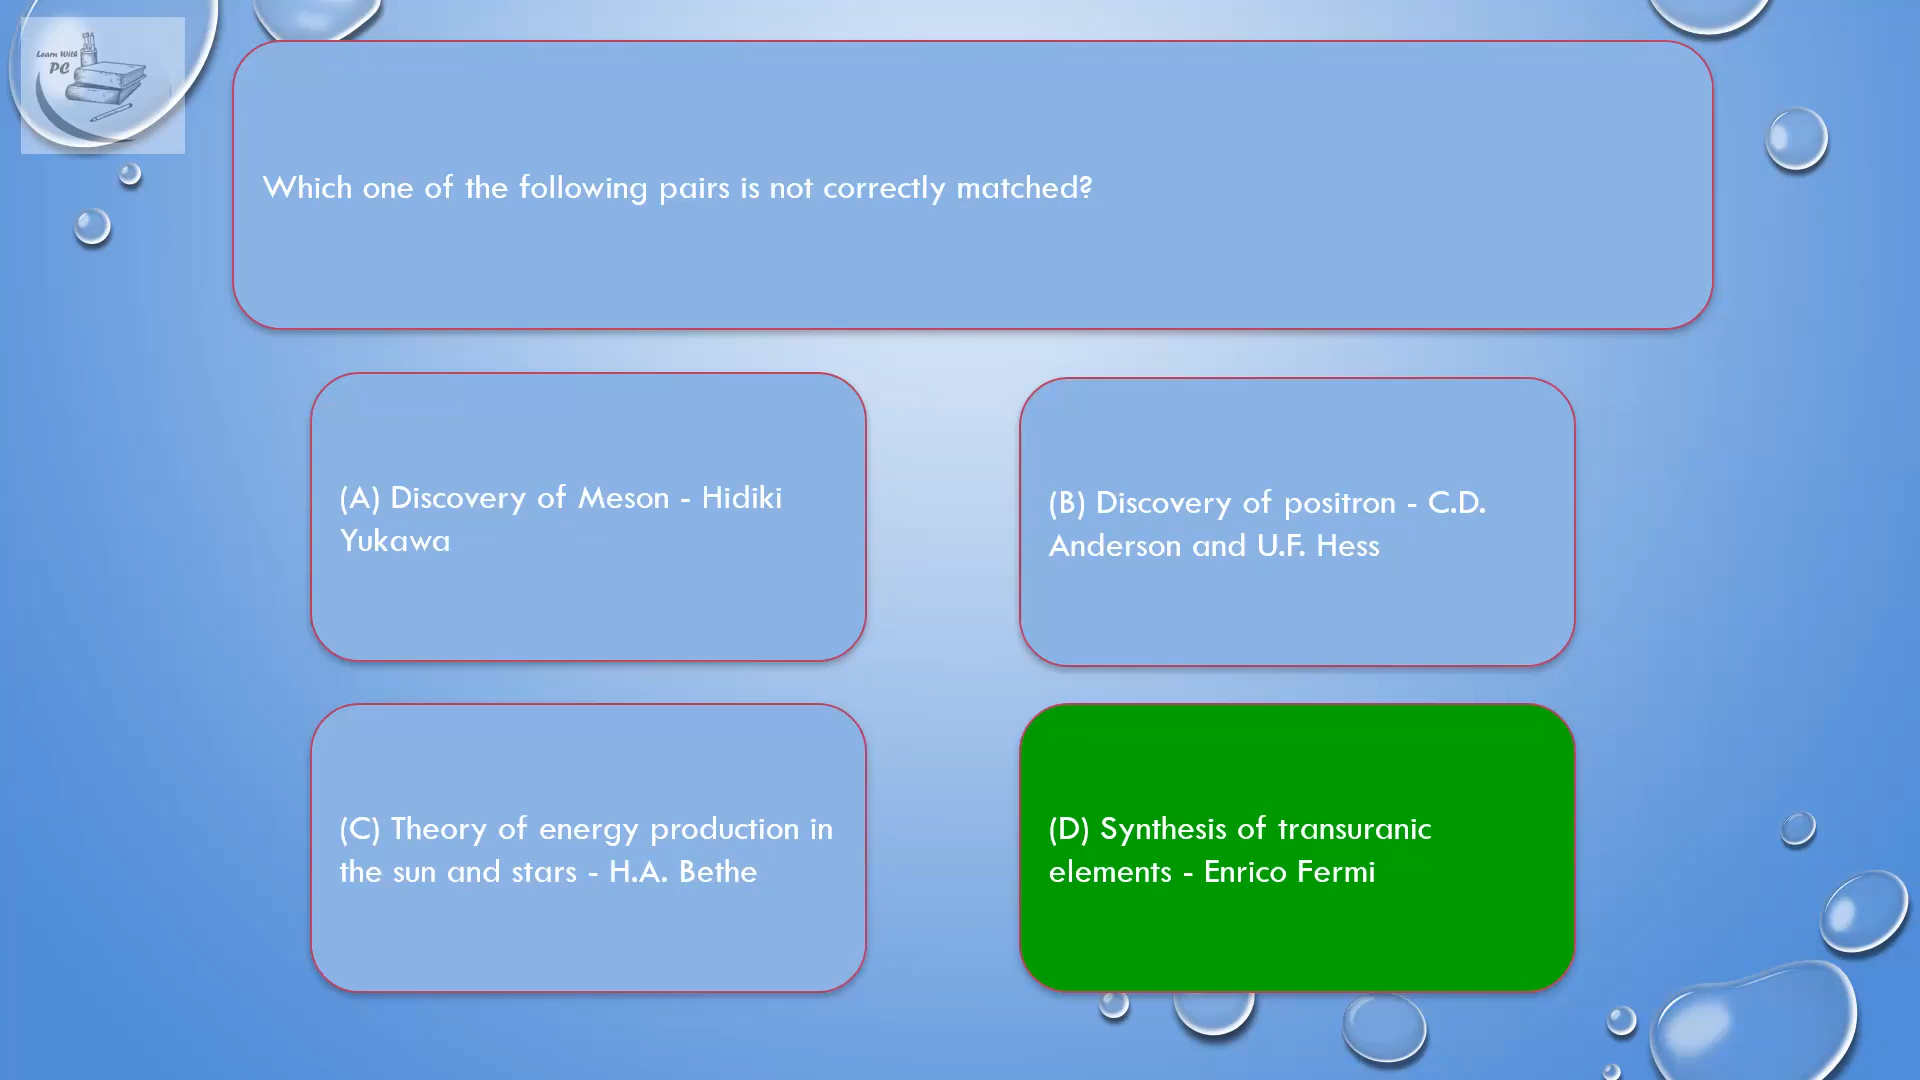 Learn With
PC
Which one of the following pairs is not correctly matched?
(A) Discovery of Meson - Hidiki
Yukawa
(B) Discovery of positron - C.D.
Anderson and U.F. Hess
(C) Theory of energy production in
the sun and stars - H.A. Bethe
(D) Synthesis of transuranic
elements - Enrico Fermi